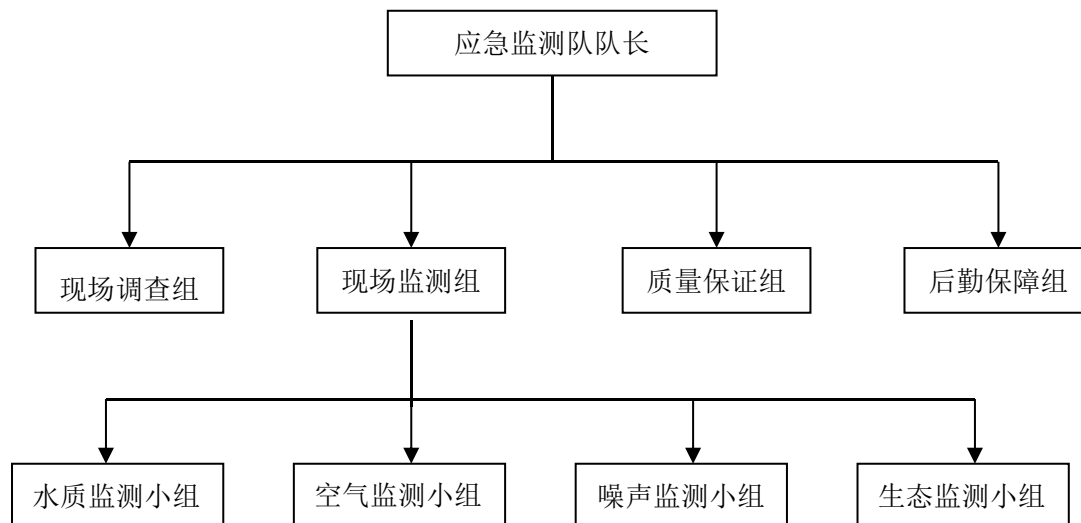 应急监测队队长
现场调查组
现场监测组
质量保证组
后勤保障组
水质监测小组
空气监测小组
噪声监测小组
生态监测小组